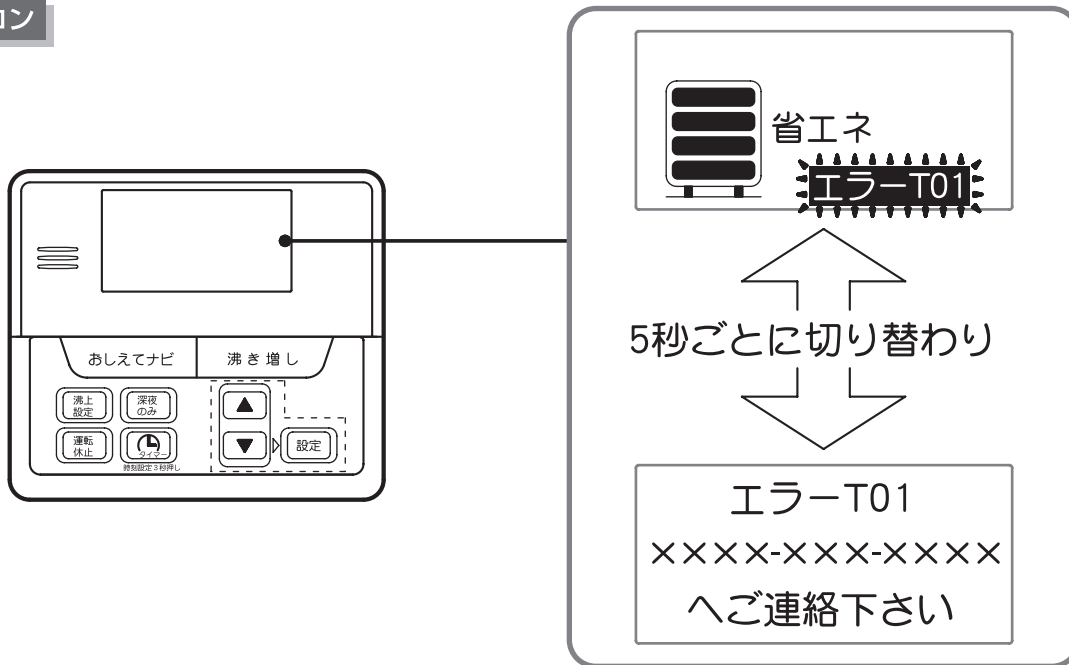 コン
省エネ
エラーT01
5秒ごとに切り替わり
エラーT01
××××-×××-××××
へご連絡下さい
おしえてナビ
沸き増し
沸上
設定
深夜
のみ
▲
運転
休止
タイマー
▼
設定
時刻設定3秒押し